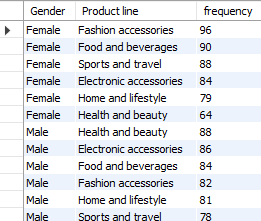 Gender Product line frequency
Female Fashion accessories 96
Female Food and beverages 90
Female Sports and travel 88
Female Electronic accessories 84
Female Home and lifestyle 79
Female Health and beauty 64
Male Health and beauty 88
Male Electronic accessories 86
Male Food and beverages 84
Male Fashion accessories 82
Male Home and lifestyle 81
Male Sports and travel 78